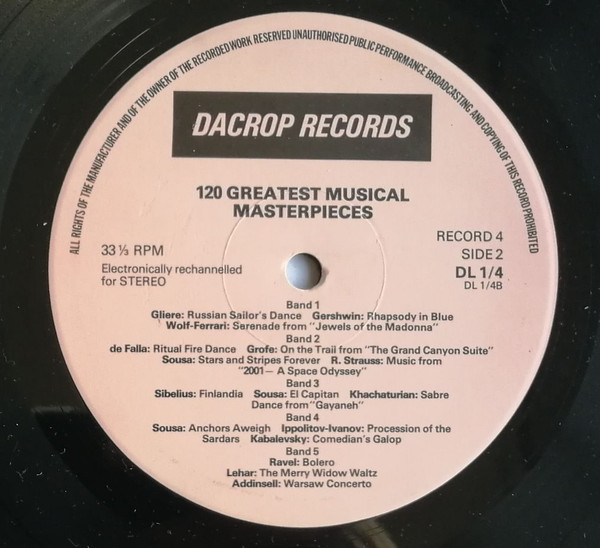 ALL RIGHTS OF THE MANUFACTURER AND OF THE OWNER OF THE RECORDED WORK RESERVED UNAUTHORISED PUBLIC PERFORMANCE BROADCASTING AND COPYING OF THIS RECORD PROHIBITED
DACROP RECORDS
120 GREATEST MUSICAL
MASTERPIECES
33 ⅓ RPM
Electronically rechannelled
for STEREO
RECORD 4
SIDE 2
DL 1/4
DL 1/4B
Band 1
Gliere: Russian Sailor's Dance Gershwin: Rhapsody in Blue
Wolf-Ferrari: Serenade from "Jewels of the Madonna"
Band 2
de Falla: Ritual Fire Dance Grofe: On the Trail from "The Grand Canyon Suite"
Sousa: Stars and Stripes Forever R. Strauss: Music from
"2001— A Space Odyssey"
Band 3
Sibelius: Finlandia Sousa: El Capitan Khachaturian: Sabre
Dance from "Gayaneh"
Band 4
Sousa: Anchors Aweigh Ippolitov-Ivanov: Procession of the
Sardars Kabalevsky: Comedian's Galop
Band 5
Ravel: Bolero
Lehar: The Merry Widow Waltz
Addinsell: Warsaw Concerto